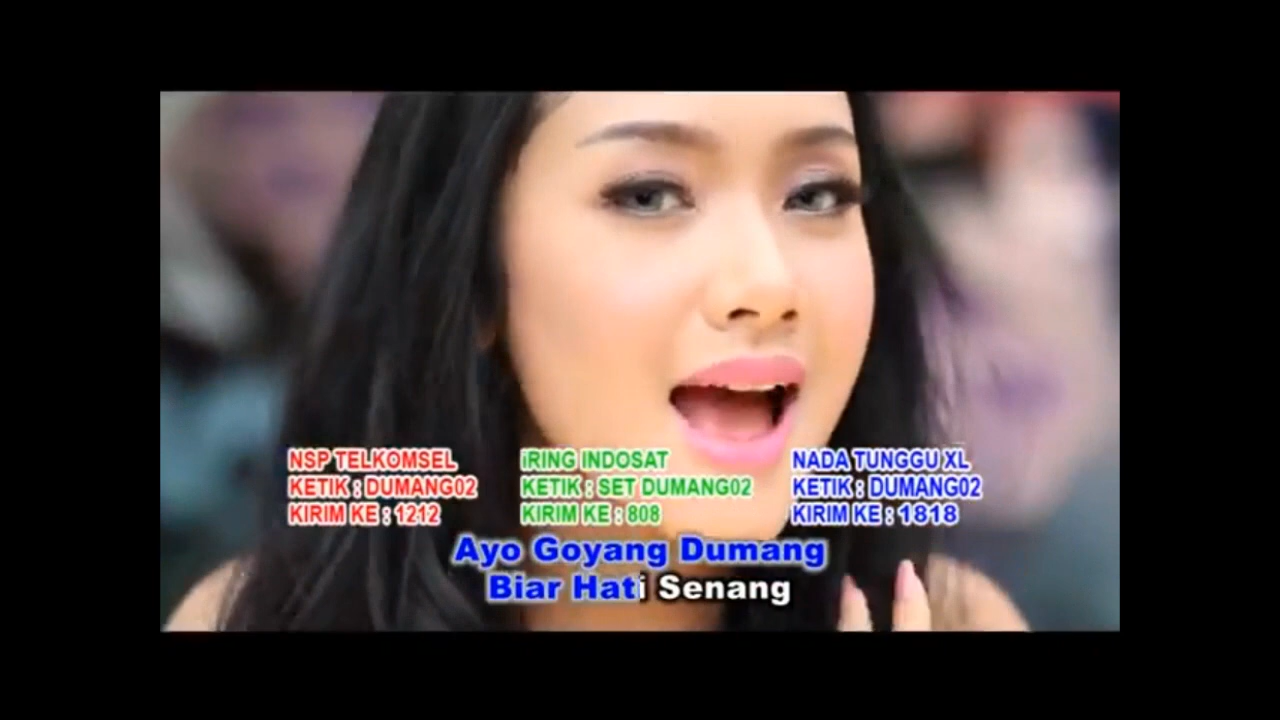 NSP TELKOMSEL
KETIK : DUMANG02
KIRIM KE : 1212
iRING INDOSAT
KETIK : SET DUMANG02
KIRIM KE : 808
NADA TUNGGU XL
KETIK : DUMANG02
KIRIM KE : 1818
Ayo Goyang Dumang
Biar Hati Senang